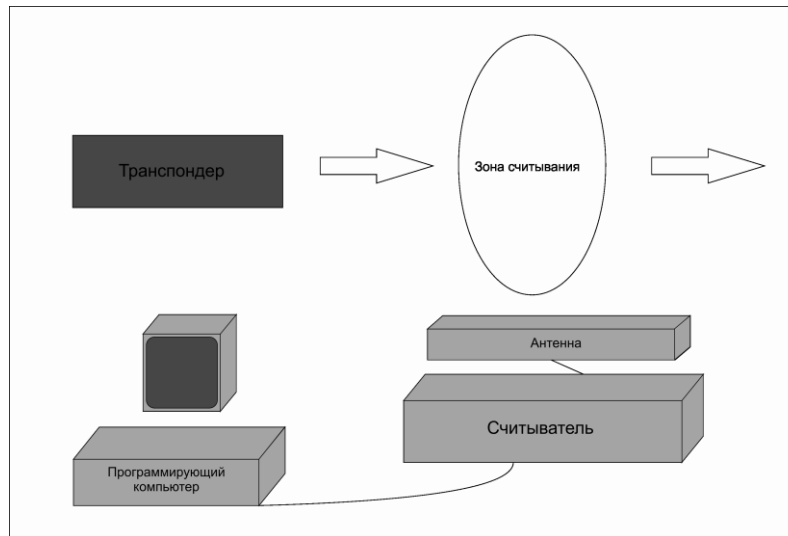 Транспондер
Зона считывания
Антенна
Считыватель
Программирующий
компьютер